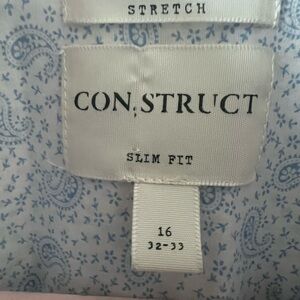 STRETCH
CON.STRUCT
SLIM FIT
16
32-33